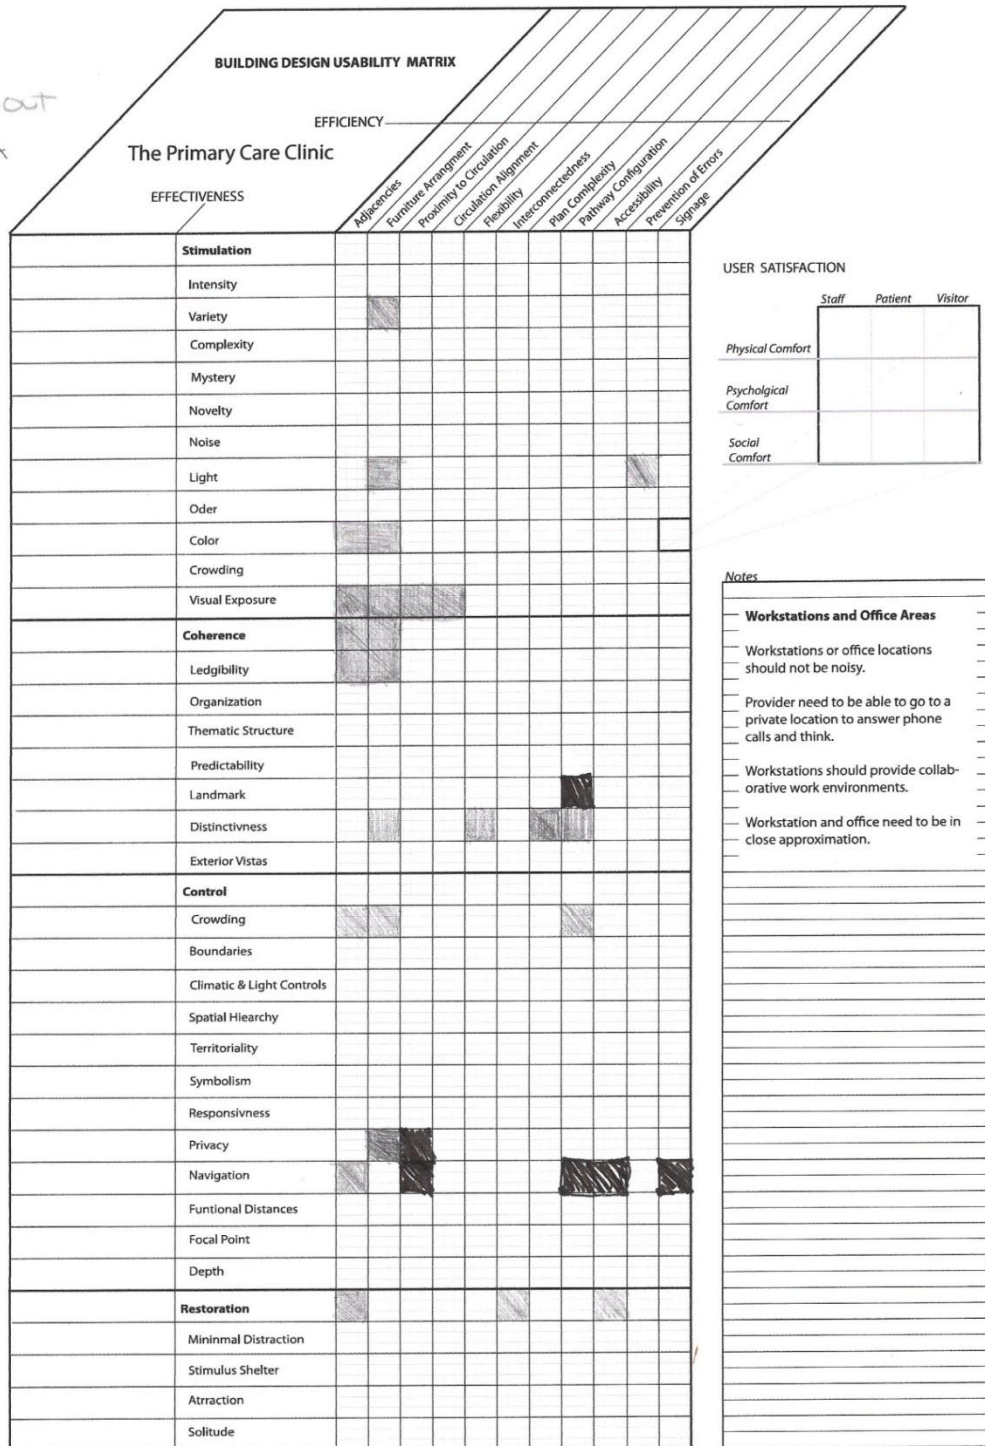 out
BUILDING DESIGN USABILITY MATRIX
EFFICIENCY
The Primary Care Clinic
EFFECTIVENESS
Adjacencies
Furniture Arrangment
Proximity to Circulation
Circulation Alignment
Flexibility
Interconnectedness
Plan Comlplexity
Pathway Configuration
Accessibility
Prevention of Errors
Signage
Stimulation
Intensity
Variety
Complexity
Mystery
Novelty
Noise
Light
Oder
Color
Crowding
Visual Exposure
Coherence
Ledgibility
Organization
Thematic Structure
Predictability
Landmark
Distinctivness
Exterior Vistas
Control
Crowding
Boundaries
Climatic & Light Controls
Spatial Hiearchy
Territoriality
Symbolism
Responsivness
Privacy
Navigation
Funtional Distances
Focal Point
Depth
Restoration
Mininmal Distraction
Stimulus Shelter
Atrraction
Solitude
USER SATISFACTION
Staff Patient Visitor
Physical Comfort
Psycholgical
Comfort
Social
Comfort
Notes
Workstations and Office Areas
Workstations or office locations
should not be noisy.
Provider need to be able to go to a
private location to answer phone
calls and think.
Workstations should provide collab-
orative work environments.
Workstation and office need to be in
close approximation.